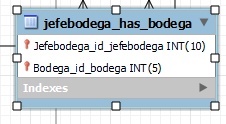 jefebodega_has_bodega
Jefebodega_id_jefebodega INT(10)
Bodega_id_bodega INT(5)
Indexes